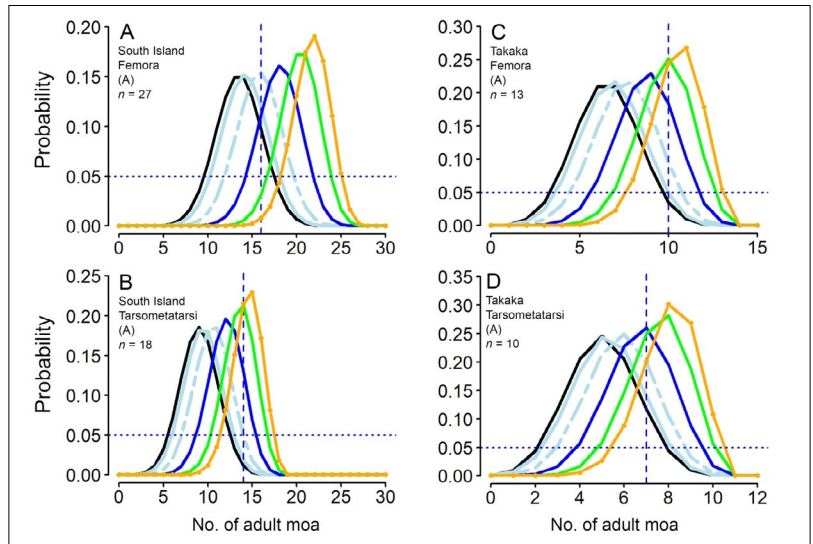 A
South Island
Femora
(A)
n = 27
Probability
0.20
0.15
0.10
0.05
0.00
0 5 10 15 20 25 30
C
Takaka
Femora
(A)
n = 13
0.30
0.25
0.20
0.15
0.10
0.05
0.00
0 5 10 15
B
South Island
Tarsometatarsi
(A)
n = 18
Probability
0.25
0.20
0.15
0.10
0.05
0.00
0 5 10 15 20 25 30
No. of adult moa
D
Takaka
Tarsometatarsi
(A)
n = 10
0.35
0.30
0.25
0.20
0.15
0.10
0.05
0.00
0 2 4 6 8 10 12
No. of adult moa